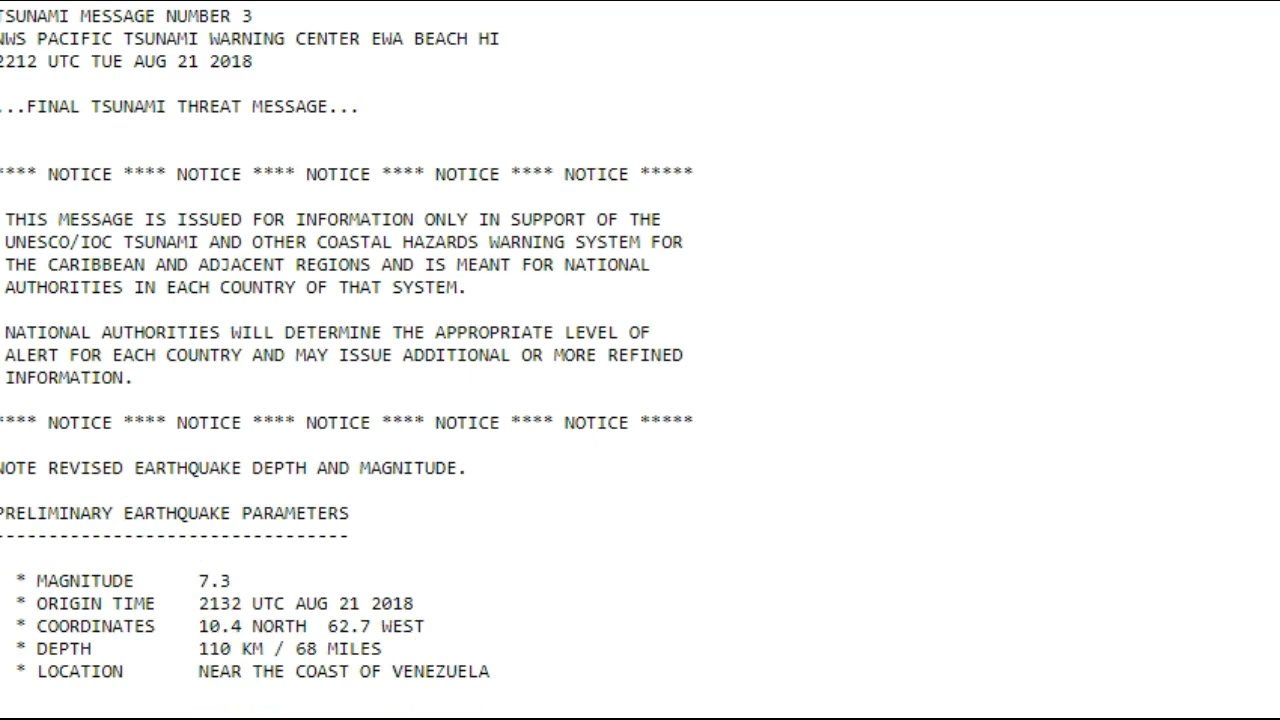 TSUNAMI MESSAGE NUMBER 3
NWS PACIFIC TSUNAMI WARNING CENTER EWA BEACH HI
2212 UTC TUE AUG 21 2018
...FINAL TSUNAMI THREAT MESSAGE...
**** NOTICE **** NOTICE **** NOTICE **** NOTICE **** NOTICE *****
THIS MESSAGE IS ISSUED FOR INFORMATION ONLY IN SUPPORT OF THE
UNESCO/IOC TSUNAMI AND OTHER COASTAL HAZARDS WARNING SYSTEM FOR
THE CARIBBEAN AND ADJACENT REGIONS AND IS MEANT FOR NATIONAL
AUTHORITIES IN EACH COUNTRY OF THAT SYSTEM.
NATIONAL AUTHORITIES WILL DETERMINE THE APPROPRIATE LEVEL OF
ALERT FOR EACH COUNTRY AND MAY ISSUE ADDITIONAL OR MORE REFINED
INFORMATION.
**** NOTICE **** NOTICE **** NOTICE **** NOTICE **** NOTICE *****
NOTE REVISED EARTHQUAKE DEPTH AND MAGNITUDE.
PRELIMINARY EARTHQUAKE PARAMETERS
---------------------------------
* MAGNITUDE 7.3
* ORIGIN TIME 2132 UTC AUG 21 2018
* COORDINATES 10.4 NORTH 62.7 WEST
* DEPTH 110 KM / 68 MILES
* LOCATION NEAR THE COAST OF VENEZUELA